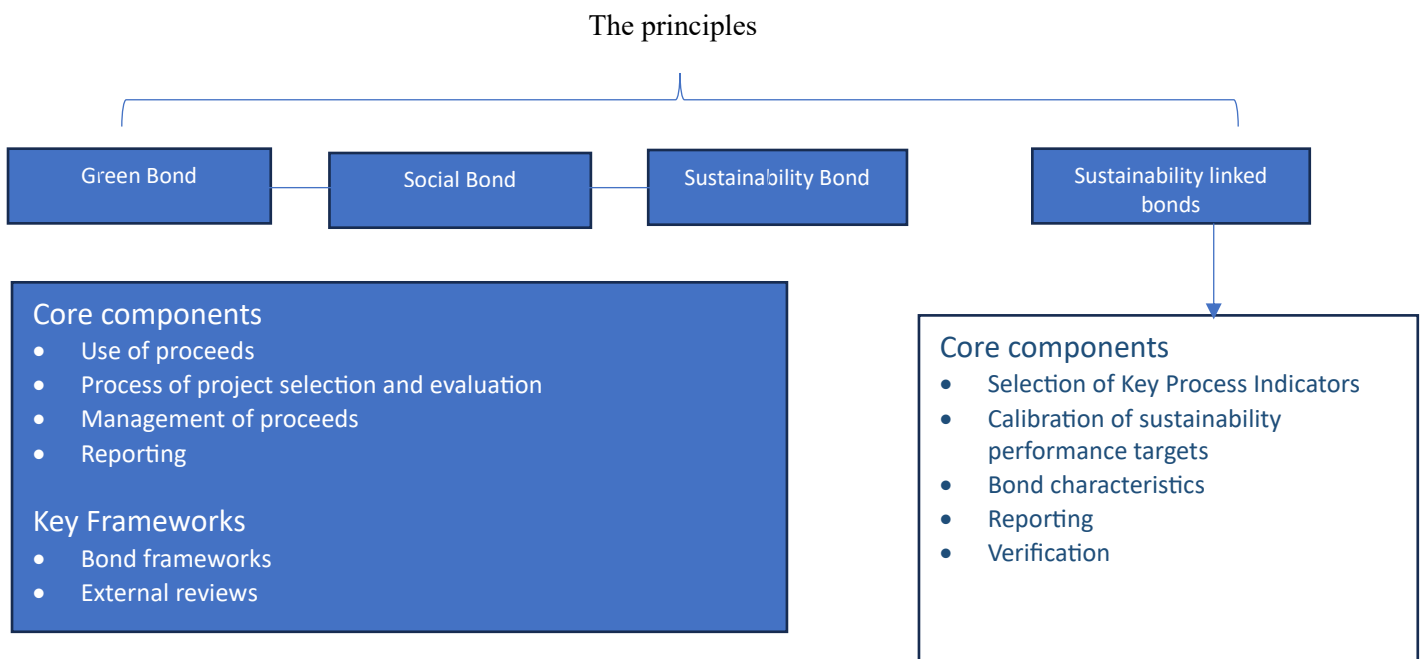 The principles
Green Bond
Social Bond
Sustainability Bond
Sustainability linked
bonds
Core components
• Use of proceeds
• Process of project selection and evaluation
• Management of proceeds
• Reporting
Key Frameworks
• Bond frameworks
• External reviews
Core components
• Selection of Key Process Indicators
• Calibration of sustainability
performance targets
• Bond characteristics
• Reporting
• Verification